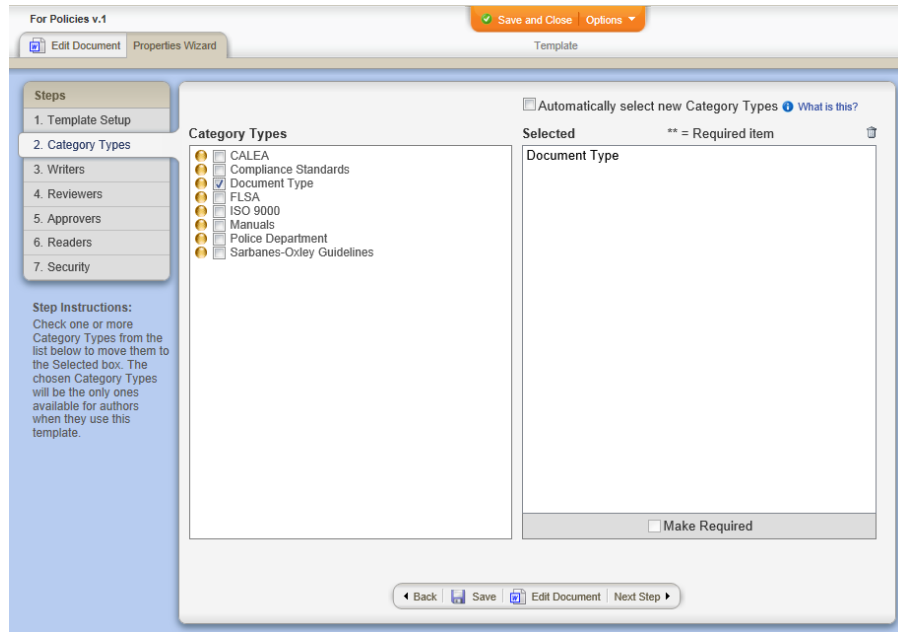 For Policies v.1
Save and Close Options
Edit Document Properties Wizard
Template
Steps
1. Template Setup
2. Category Types
3. Writers
4. Reviewers
5. Approvers
6. Readers
7. Security
Step Instructions:
Check one or more
Category Types from the
list below to move them to
the Selected box. The
chosen Category Types
will be the only ones
available for authors
when they use this
template.
Automatically select new Category Types What is this?
Category Types
CALEA
Compliance Standards
Document Type
FLSA
ISO 9000
Manuals
Police Department
Sarbanes-Oxley Guidelines
Selected ** = Required item
Document Type
Make Required
Back Save Edit Document Next Step